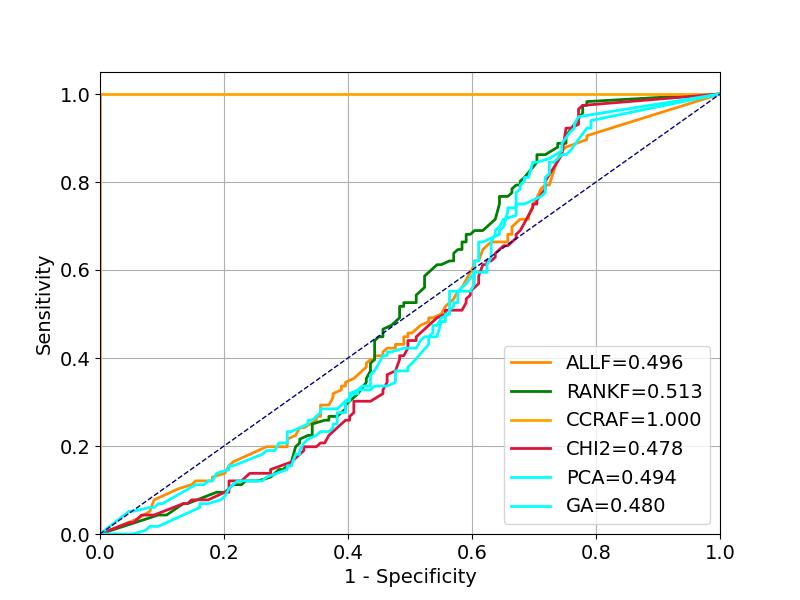 1.0
0.8
0.6
0.4
0.2
0.0
Sensitivity
0.0 0.2 0.4 0.6 0.8 1.0
1 - Specificity
ALLF=0.496
RANKF=0.513
CCRAF=1.000
CHI2=0.478
PCA=0.494
GA=0.480